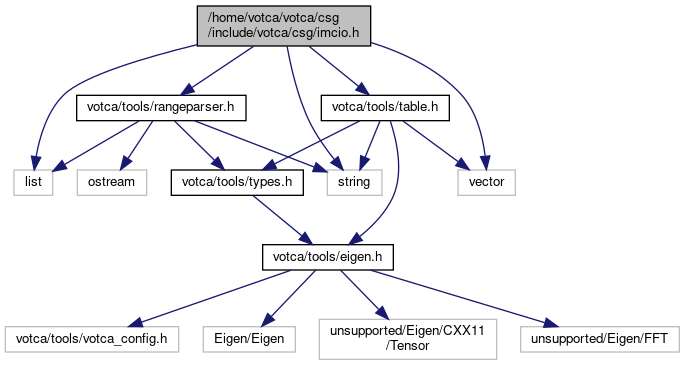 /home/votca/votca/csg
/include/votca/csg/imcio.h
votca/tools/rangeparser.h
votca/tools/table.h
list
ostream
votca/tools/types.h
string
vector
votca/tools/eigen.h
votca/tools/votca_config.h
Eigen/Eigen
unsupported/Eigen/CXX11
/Tensor
unsupported/Eigen/FFT